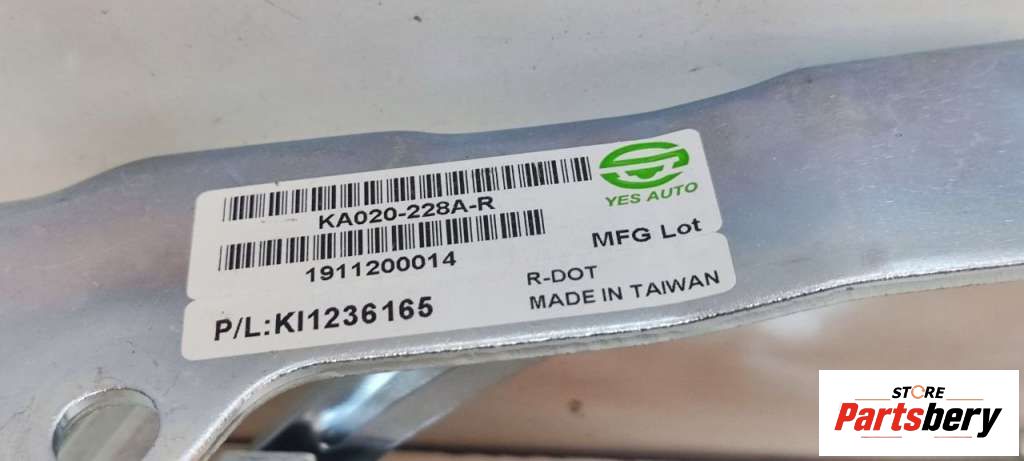 KA020-228A-R
YES AUTO
1911200014
MFG Lot
P/L:KI1236165
R-DOT
MADE IN TAIWAN
STORE
Partsbery